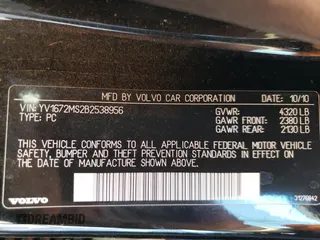 MFD BY VOLVO CAR CORPORATION DATE: 10/10
VIN: YV1672MS2B2538956 GVWR: 4320 LB
TYPE: PC GAWR FRONT: 2380 LB
GAWR REAR: 2130 LB
THIS VEHICLE CONFORMS TO ALL APPLICABLE FEDERAL MOTOR VEHICLE
SAFETY, BUMPER AND THEFT PREVENTION STANDARDS IN EFFECT ON THE
DATE OF MANUFACTURE SHOWN ABOVE.
VOLVO 31276842
DREAMBID